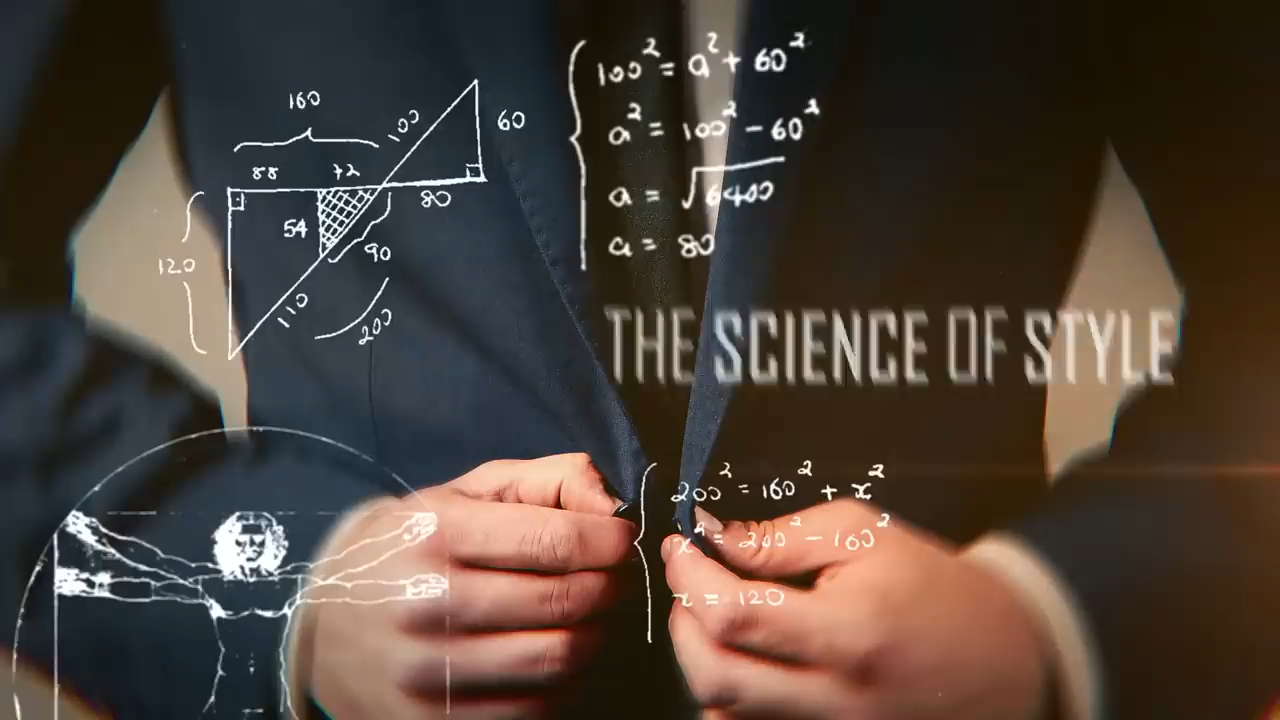 160
88 72
100
60
80
54
90
120
110
200
100² = a² + 60²
a² = 100² - 60²
a = √6400
a = 80
THE SCIENCE OF STYLE
200² = 160² + x²
x² = 200² - 160²
x = 120